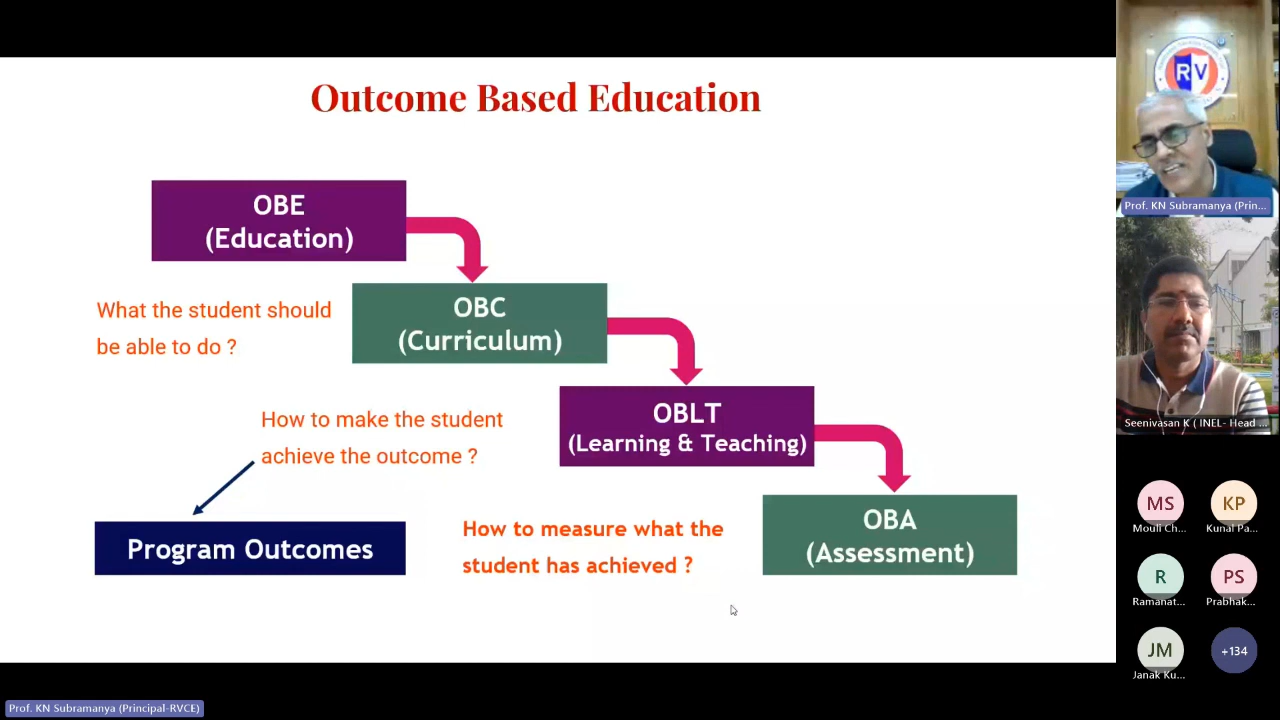 Outcome Based Education
OBE
(Education)
What the student should
be able to do ?
OBC
(Curriculum)
How to make the student
achieve the outcome ?
OBLT
(Learning & Teaching)
Program Outcomes
How to measure what the
student has achieved ?
OBA
(Assessment)
RV
Prof. KN Subramanya (Prin...
Seenivasan K ( INEL- Head ...
MS
Mouli Ch...
KP
Kunal Pa...
R
Ramanat...
PS
Prabhak...
JM
Janak Ku...
+134
Prof. KN Subramanya (Principal-RVCE)